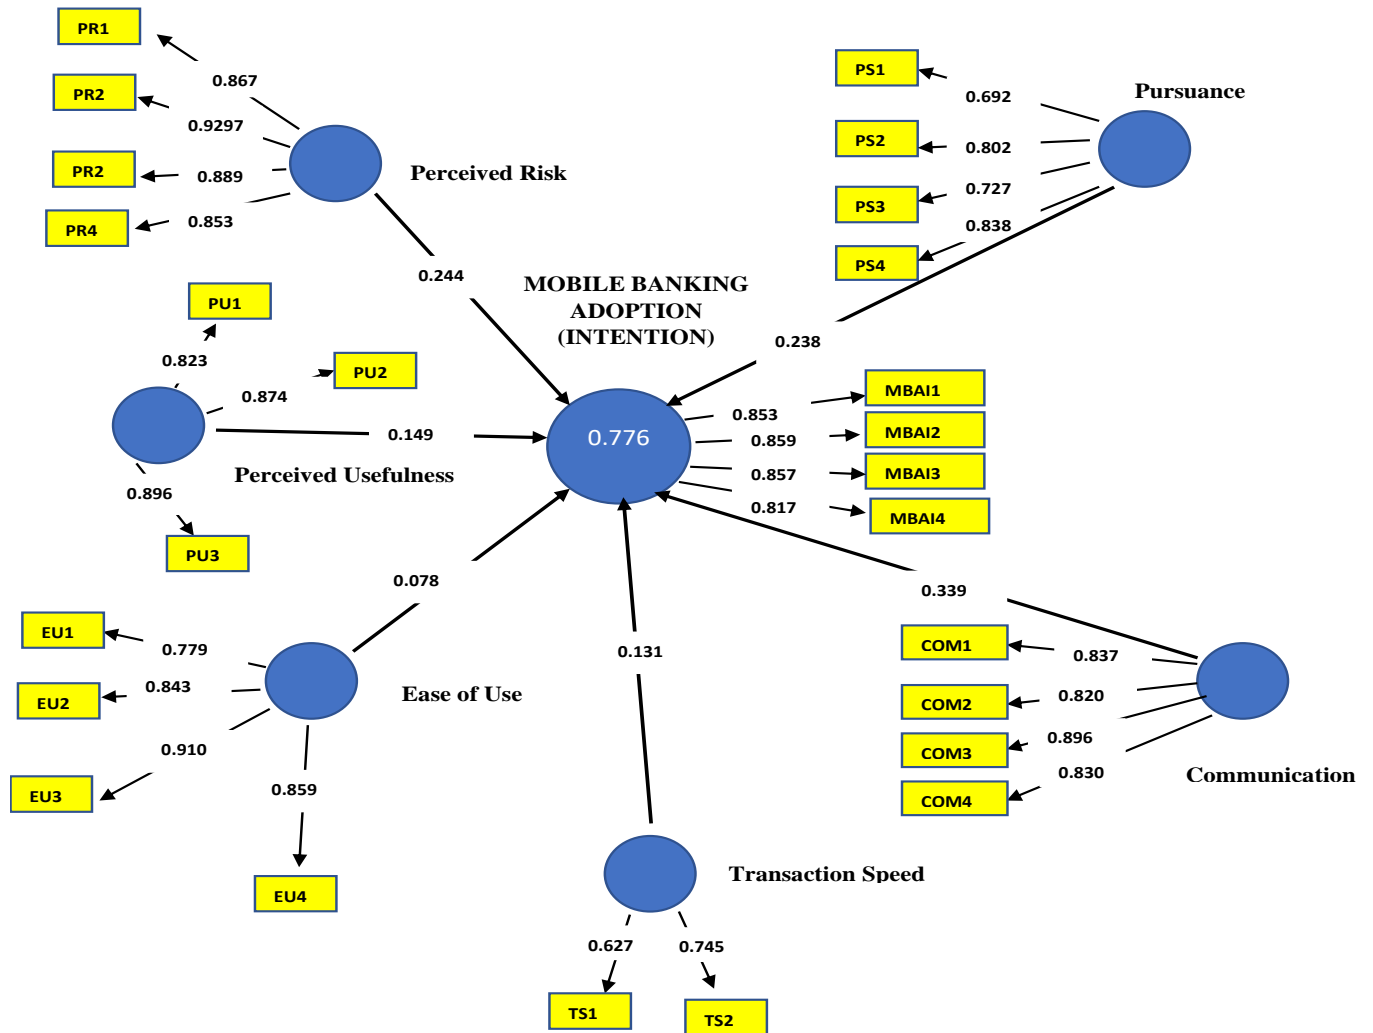 PR1
0.867
PR2
0.9297
PR2
0.889
PR4
0.853
Perceived Risk
0.244
PS1
0.692
PS2
0.802
PS3
0.727
PS4
0.838
Pursuance
0.238
MOBILE BANKING
ADOPTION
(INTENTION)
0.776
PU1
0.823
PU2
0.874
0.149
Perceived Usefulness
0.896
PU3
MBAI1
0.853
MBAI2
0.859
MBAI3
0.857
MBAI4
0.817
0.078
EU1
0.779
EU2
0.843
EU3
0.910
0.859
EU4
Ease of Use
0.131
0.339
COM1
0.837
COM2
0.820
COM3
0.896
COM4
0.830
Communication
Transaction Speed
0.627
0.745
TS1
TS2